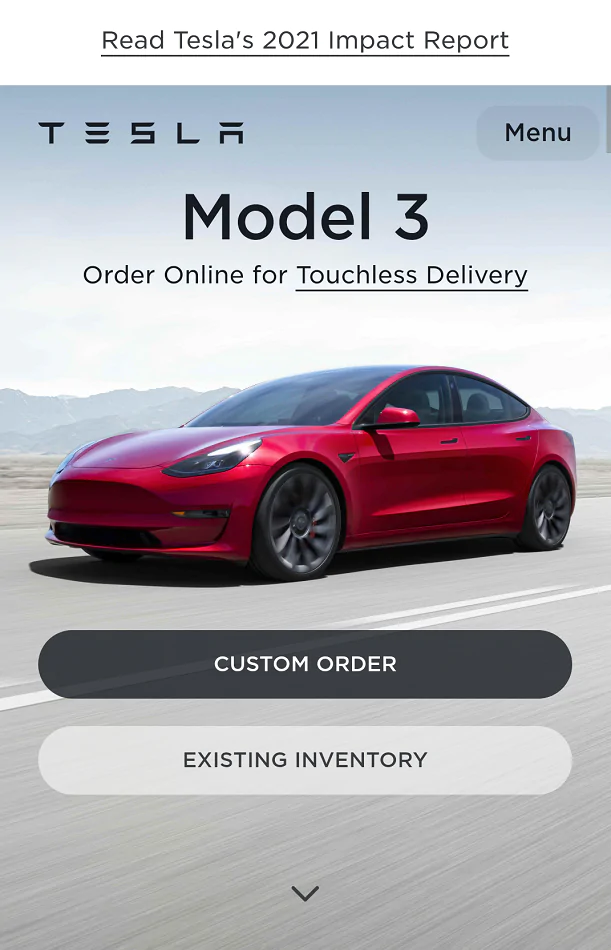 Read Tesla's 2021 Impact Report
TESLA
Menu
Model 3
Order Online for Touchless Delivery
CUSTOM ORDER
EXISTING INVENTORY